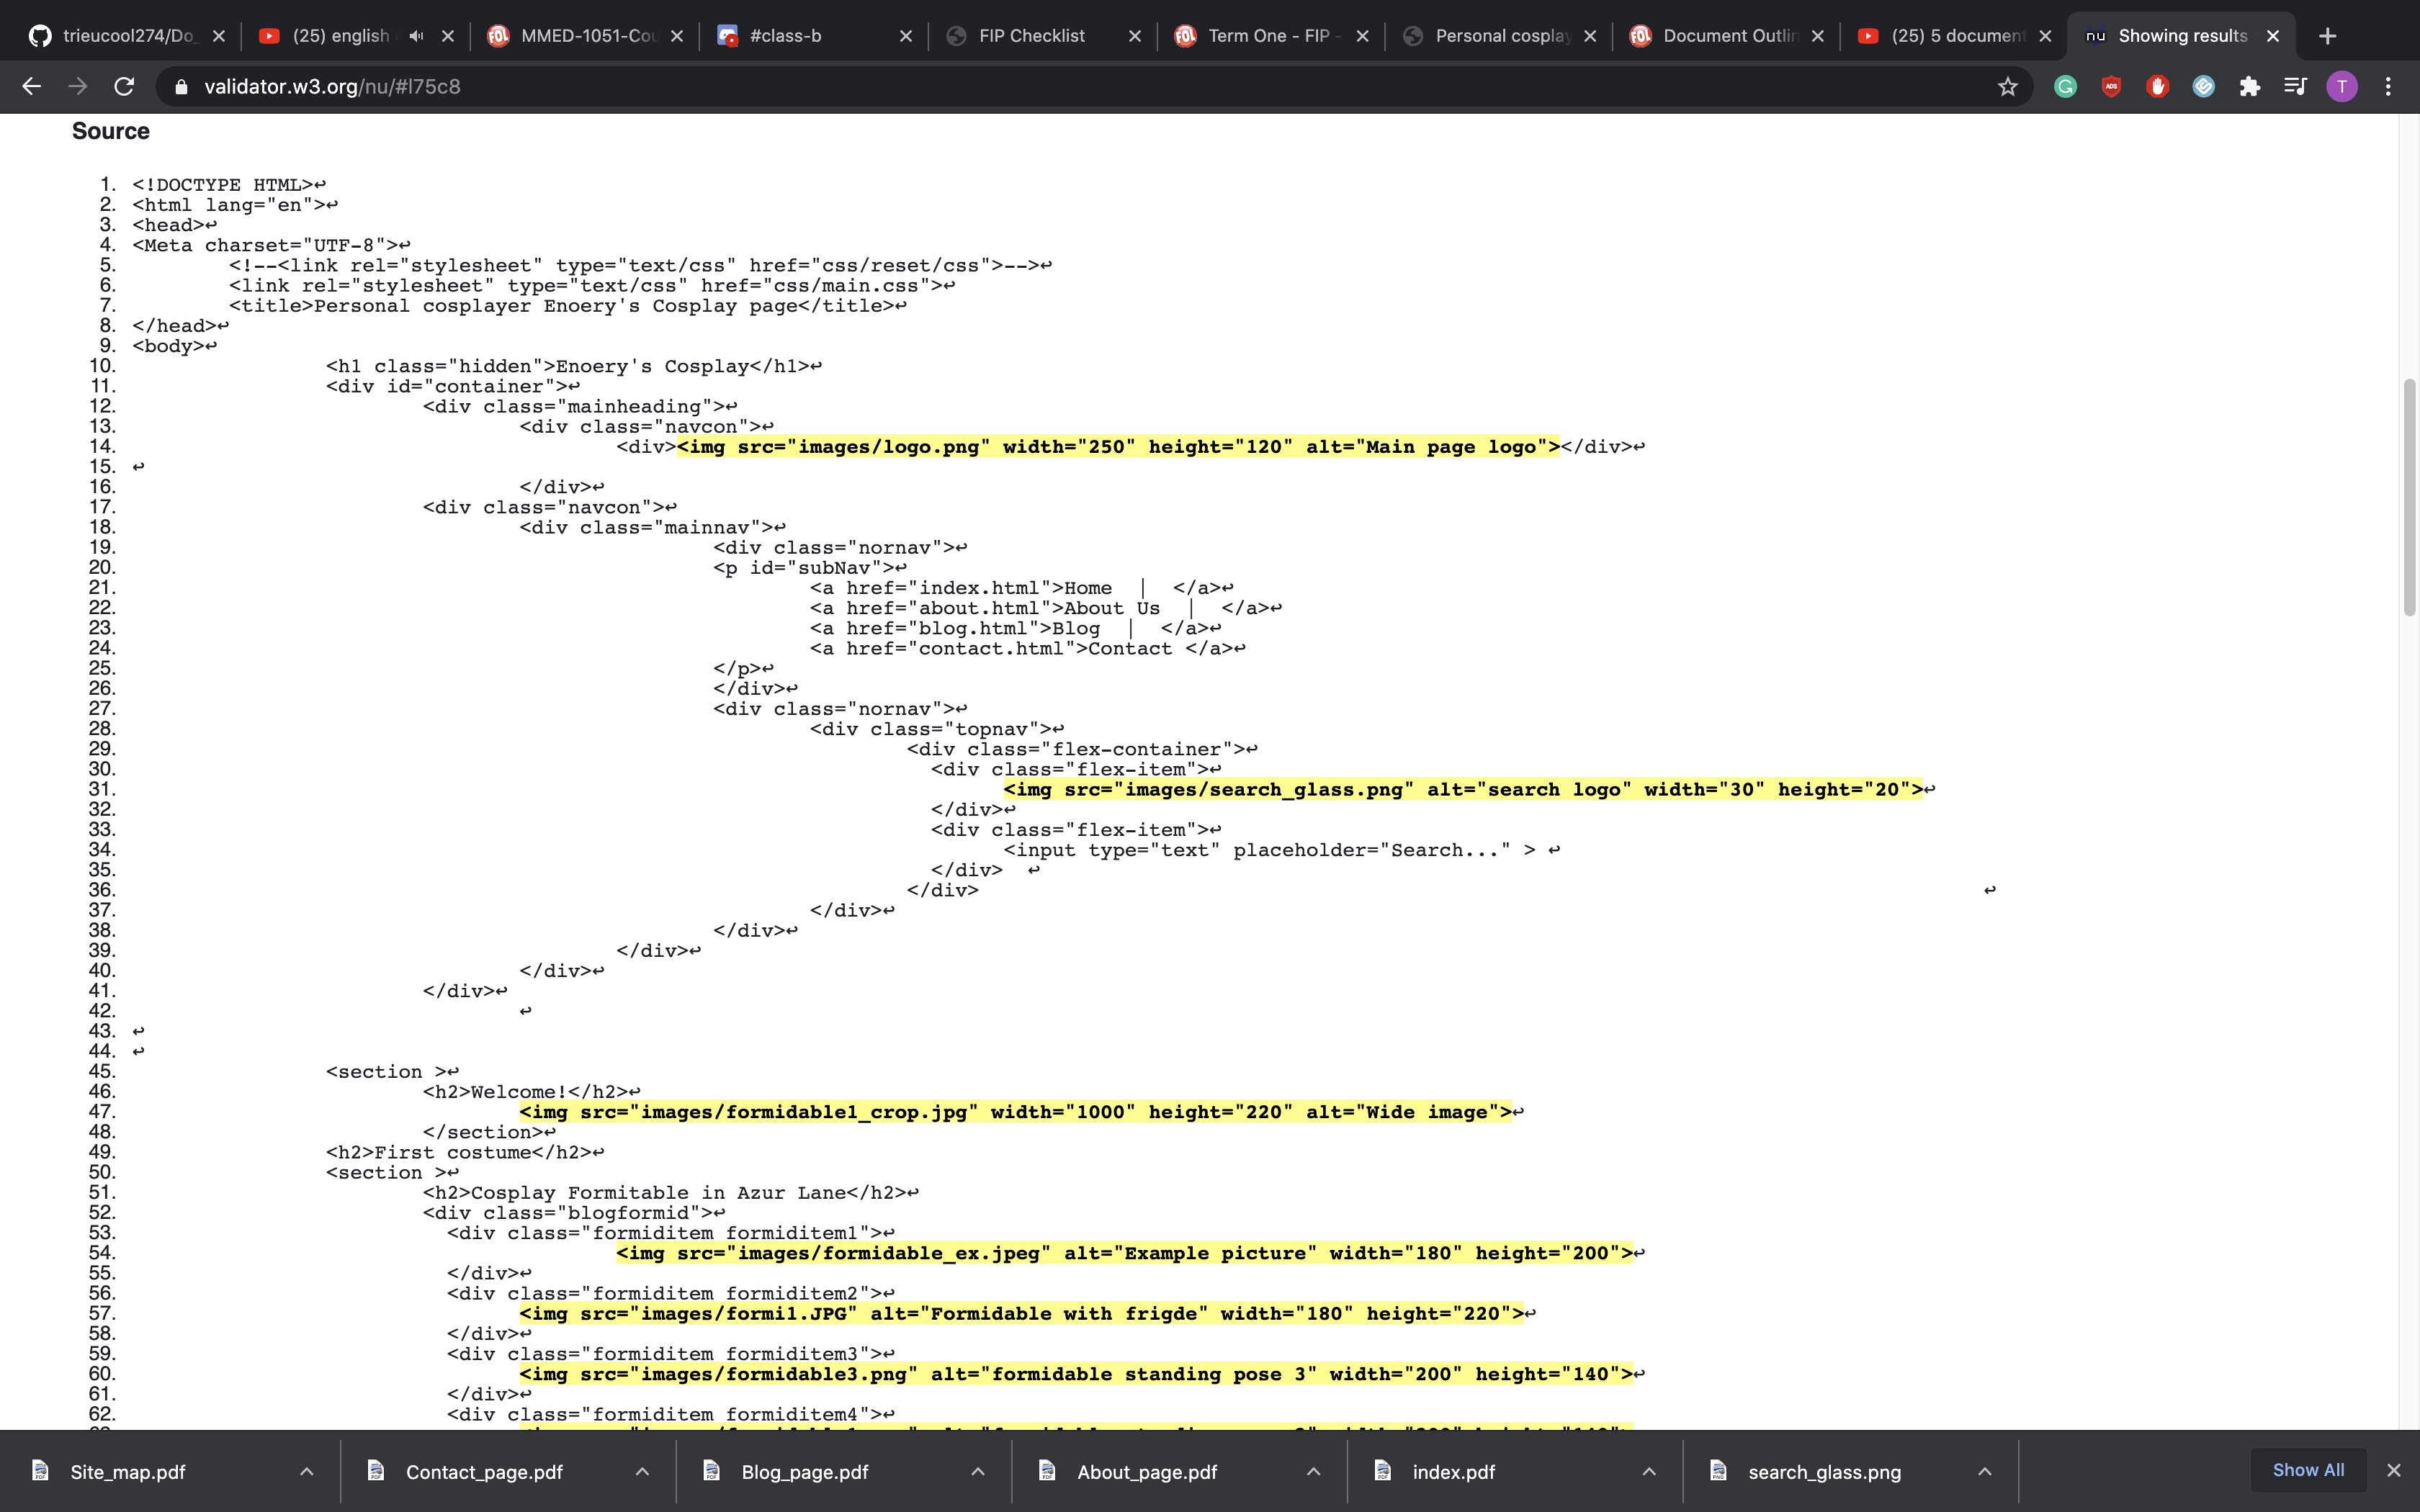 trieucool274/Do_
(25) english
MMED-1051-Cou
#class-b
FIP Checklist
Term One - FIP -
Personal cosplay
Document Outlin
(25) 5 document
nu Showing results
validator.w3.org/nu/#l75c8
ADS
T
Source
1. <!DOCTYPE HTML>↩
2. <html lang="en">↩
3. <head>↩
4. <Meta charset="UTF-8">↩
5. <!--<link rel="stylesheet" type="text/css" href="css/reset/css">-->↩
6. <link rel="stylesheet" type="text/css" href="css/main.css">↩
7. <title>Personal cosplayer Enoery's Cosplay page</title>↩
8. </head>↩
9. <body>↩
10. <h1 class="hidden">Enoery's Cosplay</h1>↩
11. <div id="container">↩
12. <div class="mainheading">↩
13. <div class="navcon">↩
14. <div><img src="images/logo.png" width="250" height="120" alt="Main page logo"></div>↩
15. ↩
16. </div>↩
17. <div class="navcon">↩
18. <div class="mainnav">↩
19. <div class="nornav">↩
20. <p id="subNav">↩
21. <a href="index.html">Home | </a>↩
22. <a href="about.html">About Us | </a>↩
23. <a href="blog.html">Blog | </a>↩
24. <a href="contact.html">Contact </a>↩
25. </p>↩
26. </div>↩
27. <div class="nornav">↩
28. <div class="topnav">↩
29. <div class="flex-container">↩
30. <div class="flex-item">↩
31. <img src="images/search_glass.png" alt="search logo" width="30" height="20">↩
32. </div>↩
33. <div class="flex-item">↩
34. <input type="text" placeholder="Search..." > ↩
35. </div> ↩
36. </div> ↩
37. </div>↩
38. </div>↩
39. </div>↩
40. </div>↩
41. </div>↩
42. ↩
43. ↩
44. ↩
45. <section >↩
46. <h2>Welcome!</h2>↩
47. <img src="images/formidable1_crop.jpg" width="1000" height="220" alt="Wide image">↩
48. </section>↩
49. <h2>First costume</h2>↩
50. <section >↩
51. <h2>Cosplay Formitable in Azur Lane</h2>↩
52. <div class="blogformid">↩
53. <div class="formiditem formiditem1">↩
54. <img src="images/formidable_ex.jpeg" alt="Example picture" width="180" height="200">↩
55. </div>↩
56. <div class="formiditem formiditem2">↩
57. <img src="images/formi1.JPG" alt="Formidable with frigde" width="180" height="220">↩
58. </div>↩
59. <div class="formiditem formiditem3">↩
60. <img src="images/formidable3.png" alt="formidable standing pose 3" width="200" height="140">↩
61. </div>↩
62. <div class="formiditem formiditem4">↩
Site_map.pdf
Contact_page.pdf
Blog_page.pdf
About_page.pdf
index.pdf
search_glass.png
Show All